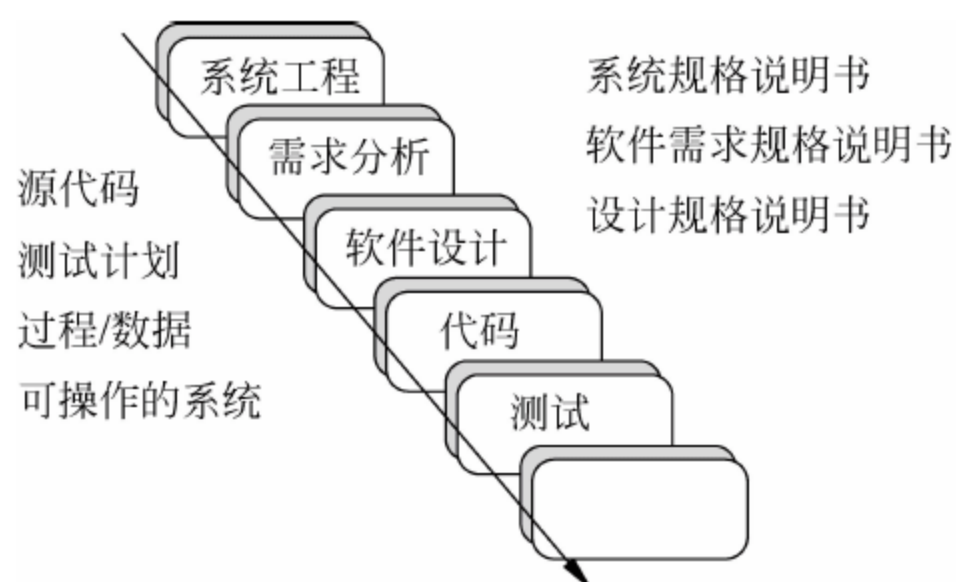 系统工程
需求分析
软件设计
代码
测试
系统规格说明书
软件需求规格说明书
设计规格说明书
源代码
测试计划
过程/数据
可操作的系统